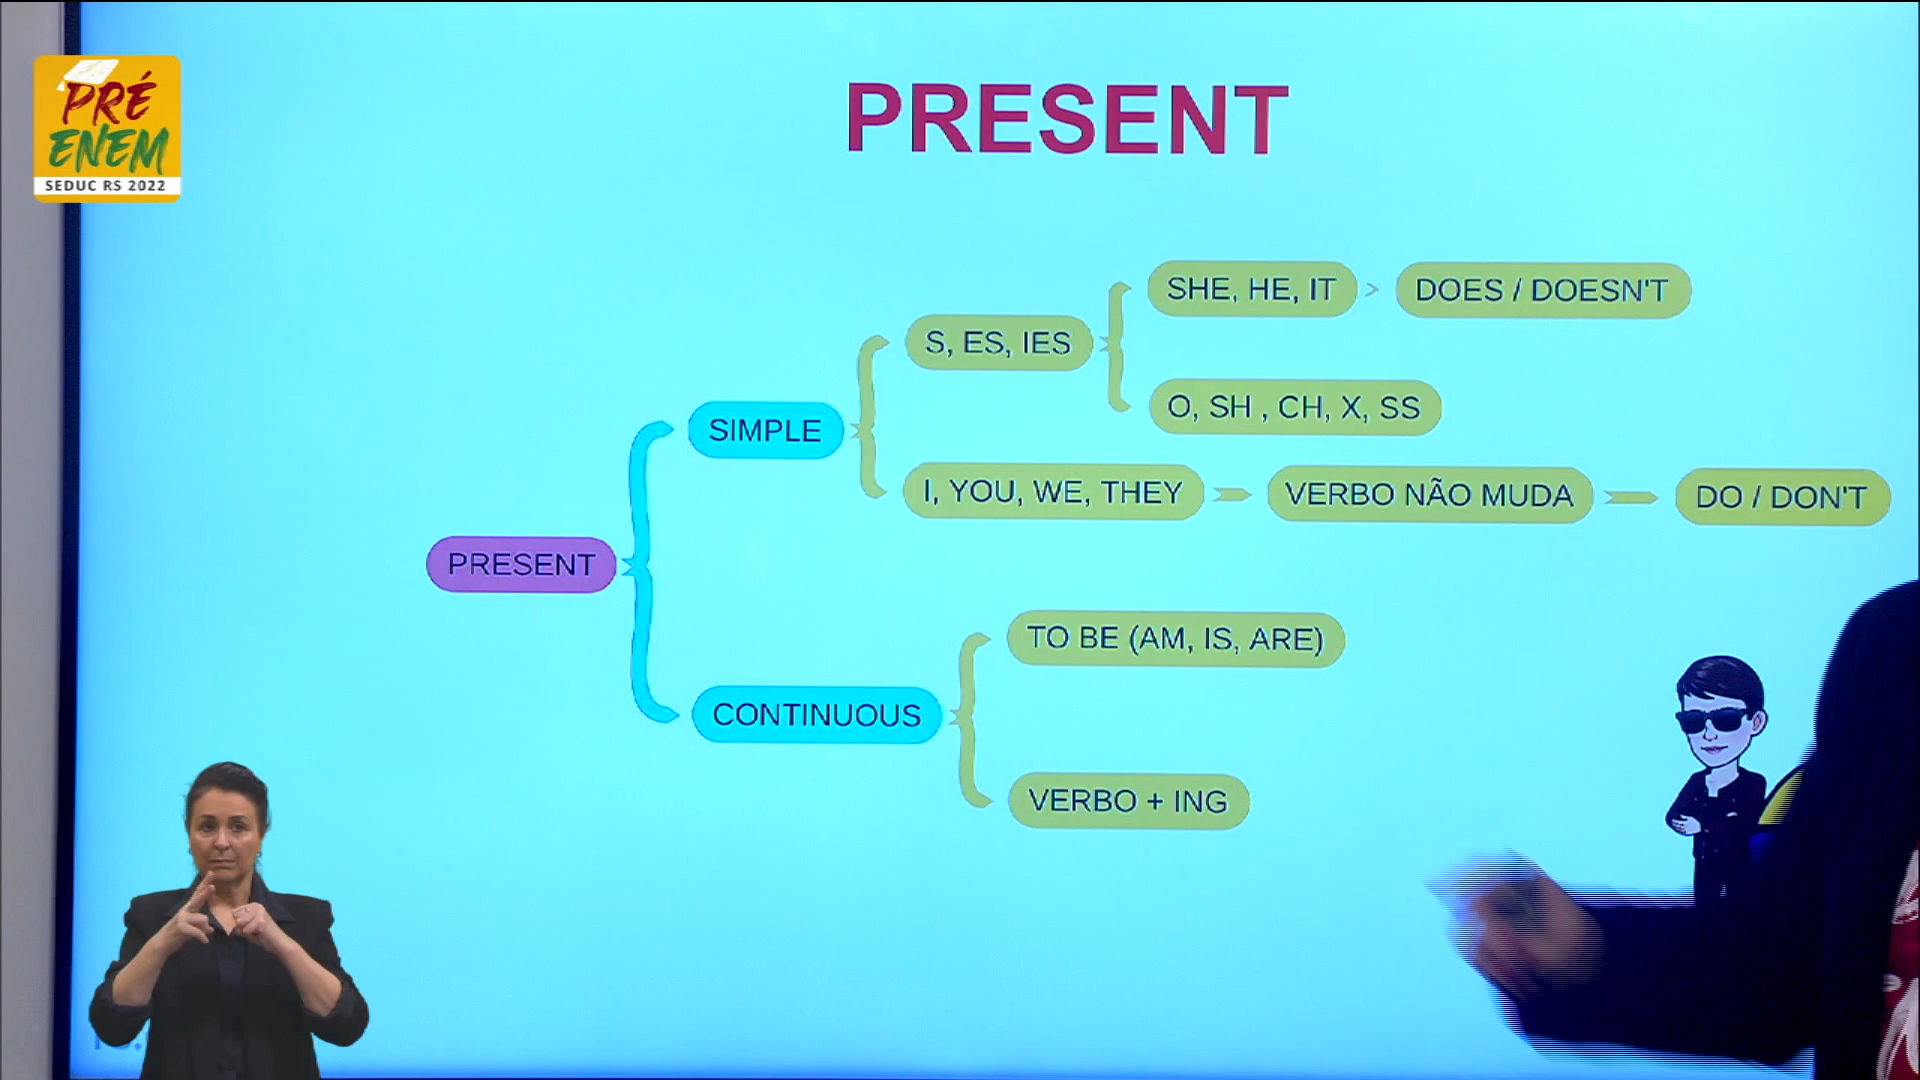 PRÉ
ENEM
SEDUC RS 2022
PRESENT
SHE, HE, IT > DOES / DOESN'T
S, ES, IES
O, SH , CH, X, SS
SIMPLE
I, YOU, WE, THEY
VERBO NÃO MUDA
DO / DON'T
PRESENT
TO BE (AM, IS, ARE)
CONTINUOUS
VERBO + ING